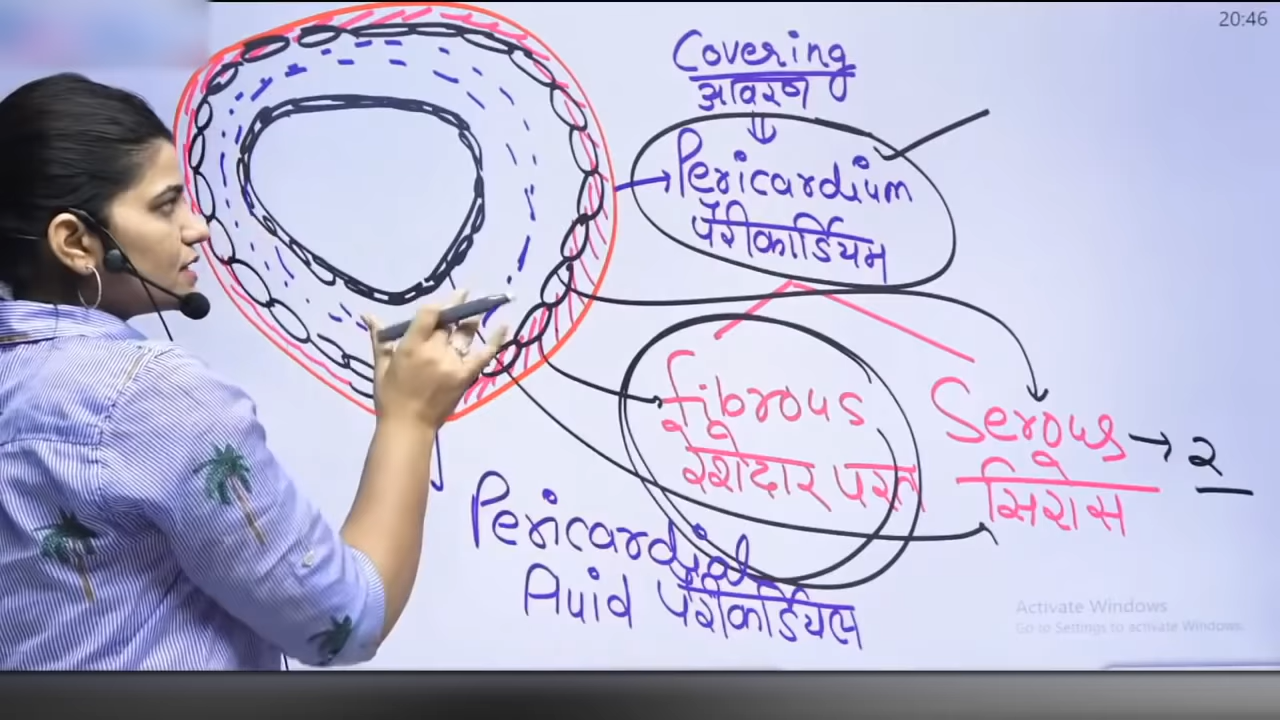 20:46
Covering
आवरण
Pericardium
पेरीकार्डियम
fibrous
रेशेदार परत
Serous → 2
सिरोस
Pericardial
fluid पेरीकार्डियल
Activate Windows
Go to Settings to activate Windows.